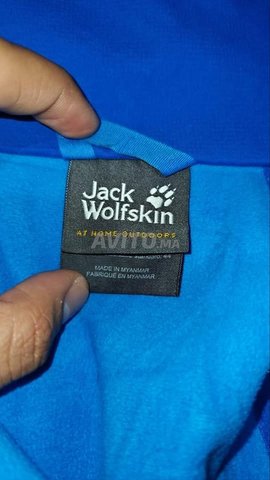 Jack
Wolfskin
AT HOME OUTDOORS
AVITO.MA
MADE IN MYANMAR
FABRIQUÉ EN MYANMAR